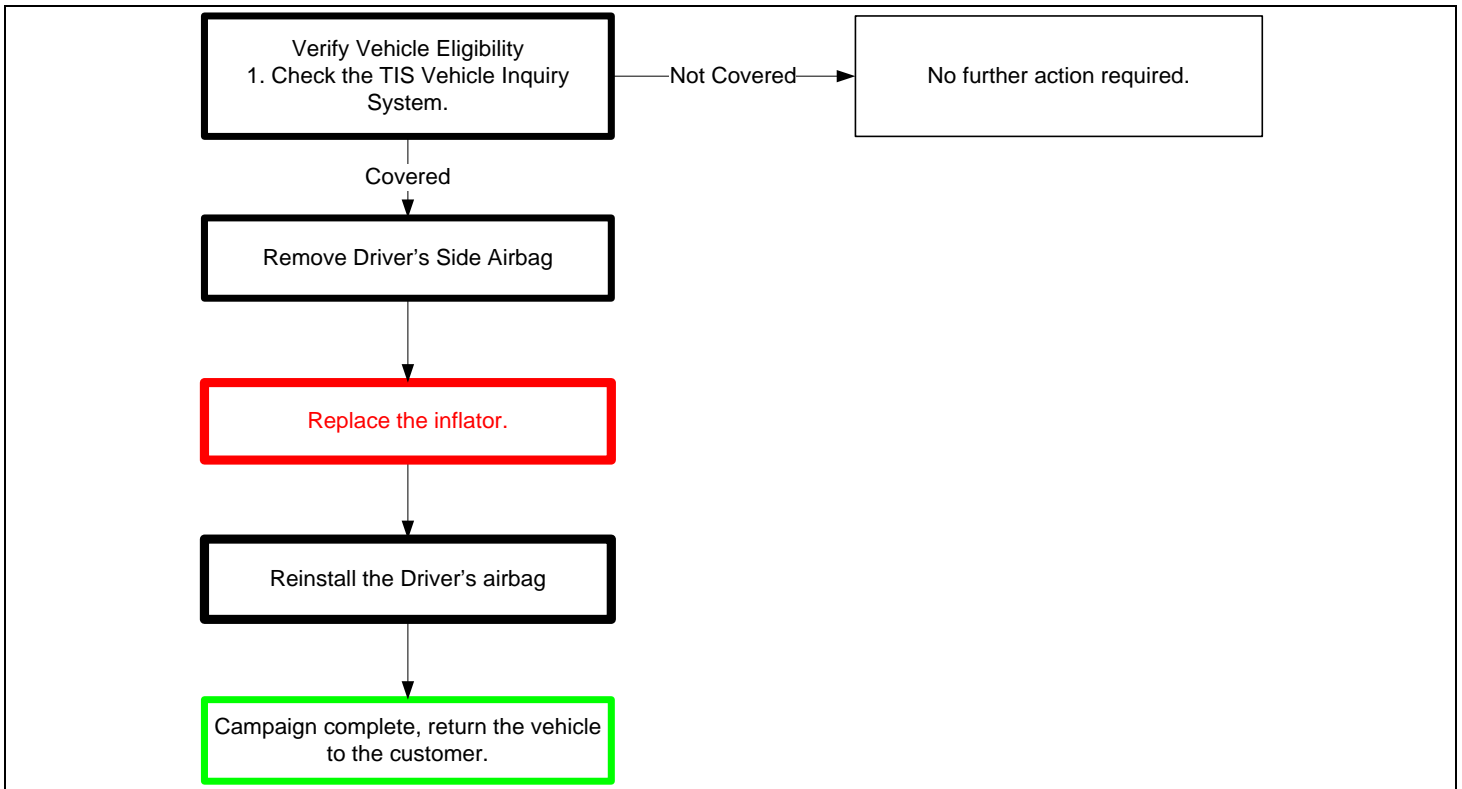 Verify Vehicle Eligibility
1. Check the TIS Vehicle Inquiry
System.
Not Covered
No further action required.
Covered
Remove Driver’s Side Airbag
Replace the inflator.
Reinstall the Driver’s airbag
Campaign complete, return the vehicle
to the customer.